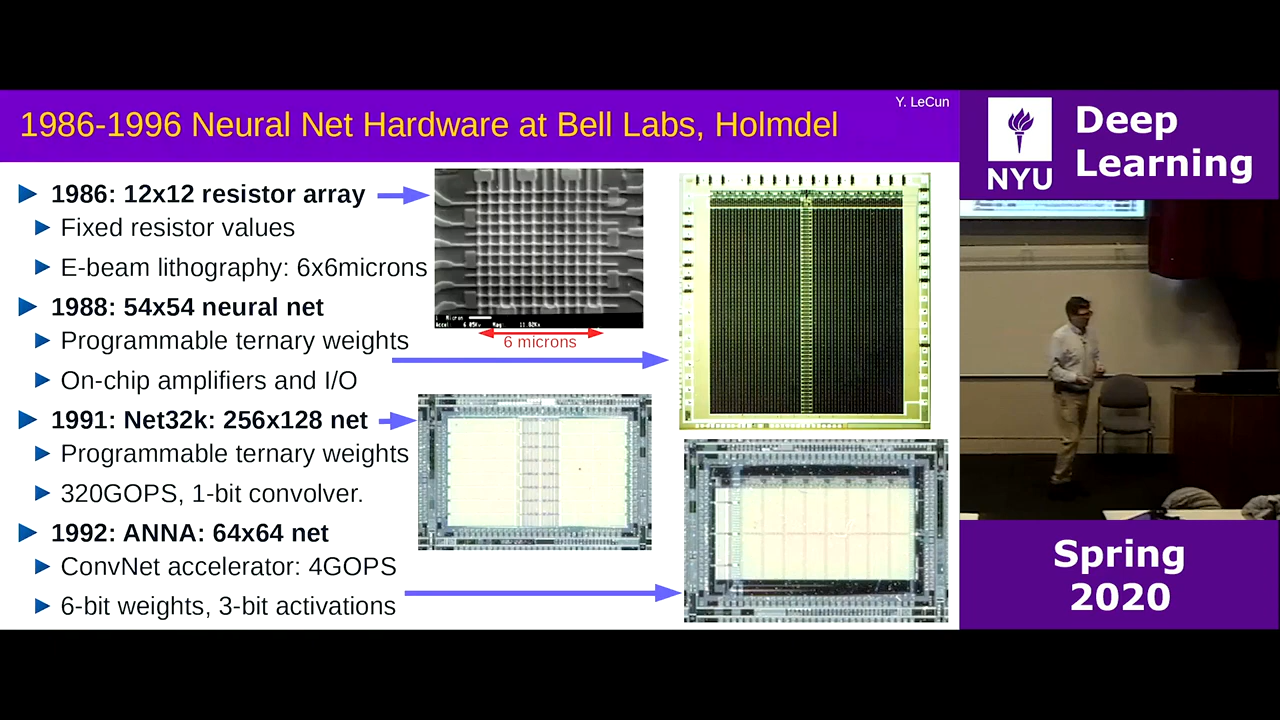 Y. LeCun
1986-1996 Neural Net Hardware at Bell Labs, Holmdel
1986: 12x12 resistor array
Fixed resistor values
E-beam lithography: 6x6microns
1988: 54x54 neural net
Programmable ternary weights
On-chip amplifiers and I/O
1991: Net32k: 256x128 net
Programmable ternary weights
320GOPS, 1-bit convolver.
1992: ANNA: 64x64 net
ConvNet accelerator: 4GOPS
6-bit weights, 3-bit activations
6 microns
NYU
Deep
Learning
Spring
2020